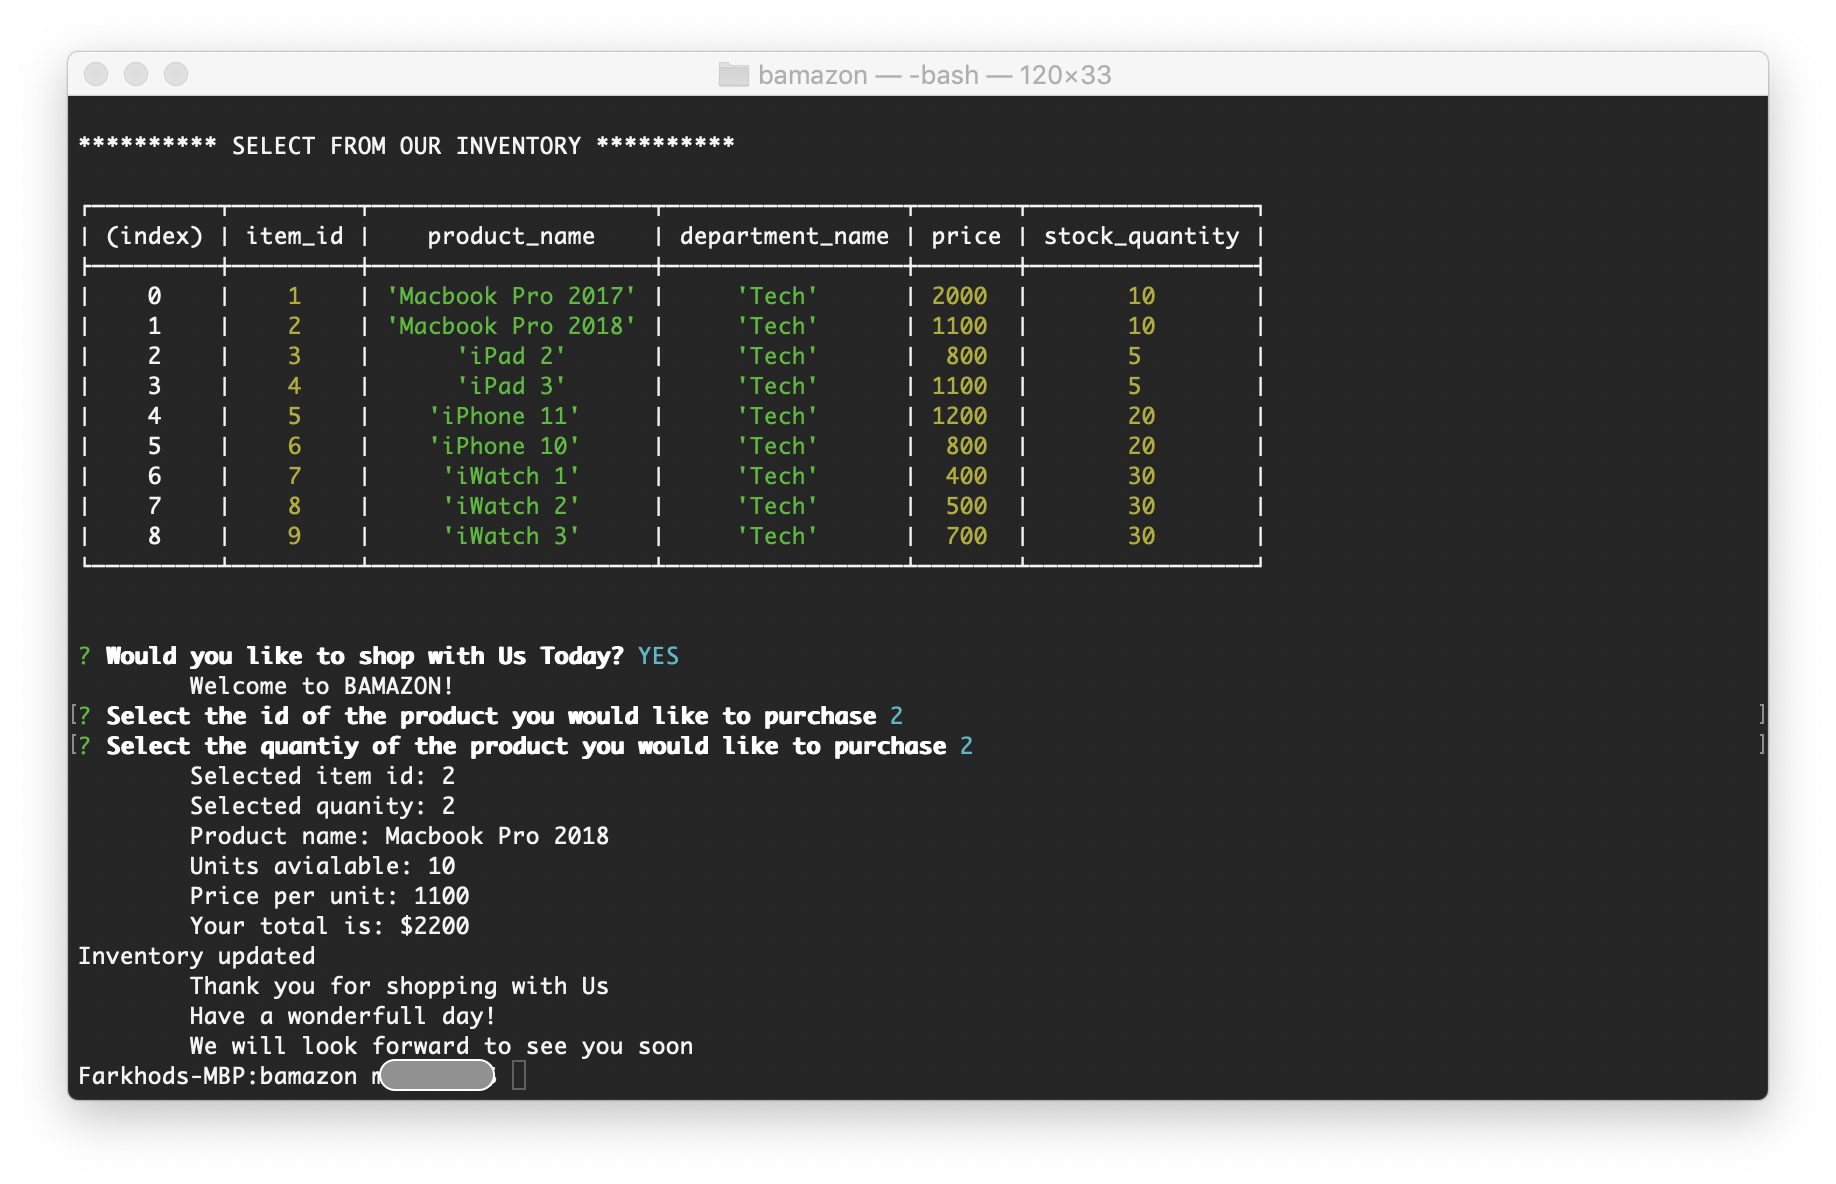 bamazon — -bash — 120×33
********** SELECT FROM OUR INVENTORY **********
(index) item_id product_name department_name price stock_quantity
0 1 'Macbook Pro 2017' 'Tech' 2000 10
1 2 'Macbook Pro 2018' 'Tech' 1100 10
2 3 'iPad 2' 'Tech' 800 5
3 4 'iPad 3' 'Tech' 1100 5
4 5 'iPhone 11' 'Tech' 1200 20
5 6 'iPhone 10' 'Tech' 800 20
6 7 'iWatch 1' 'Tech' 400 30
7 8 'iWatch 2' 'Tech' 500 30
8 9 'iWatch 3' 'Tech' 700 30
? Would you like to shop with Us Today? YES
Welcome to BAMAZON!
[? Select the id of the product you would like to purchase 2 ]
[? Select the quantiy of the product you would like to purchase 2 ]
Selected item id: 2
Selected quanity: 2
Product name: Macbook Pro 2018
Units avialable: 10
Price per unit: 1100
Your total is: $2200
Inventory updated
Thank you for shopping with Us
Have a wonderfull day!
We will look forward to see you soon
Farkhods-MBP:bamazon